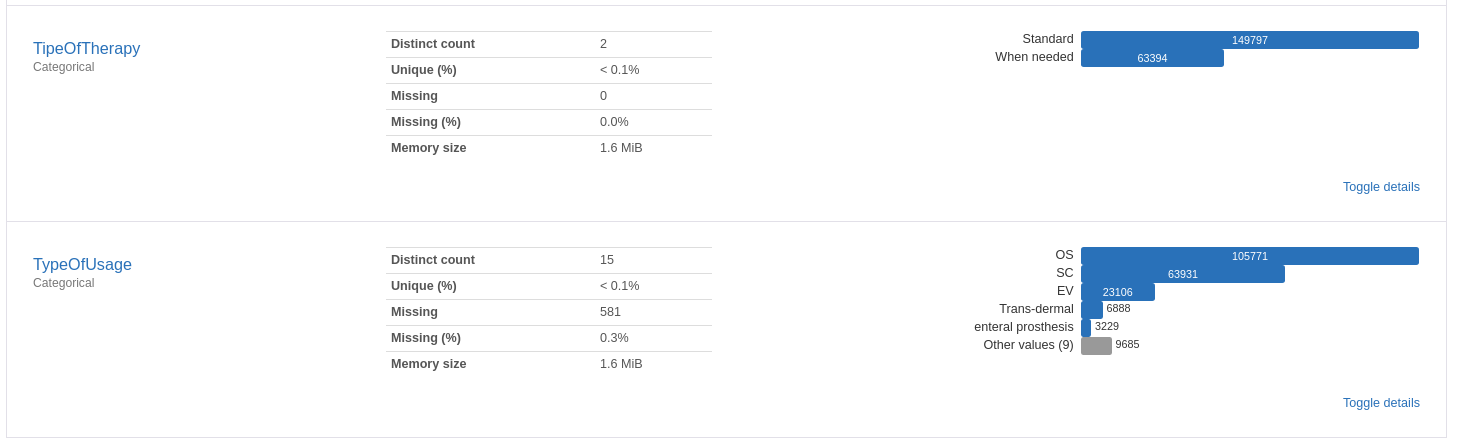 TipeOfTherapy
Categorical
Distinct count 2
Unique (%) < 0.1%
Missing 0
Missing (%) 0.0%
Memory size 1.6 MiB
Standard 149797
When needed 63394
Toggle details
TypeOfUsage
Categorical
Distinct count 15
Unique (%) < 0.1%
Missing 581
Missing (%) 0.3%
Memory size 1.6 MiB
OS 105771
SC 63931
EV 23106
Trans-dermal 6888
enteral prosthesis 3229
Other values (9) 9685
Toggle details